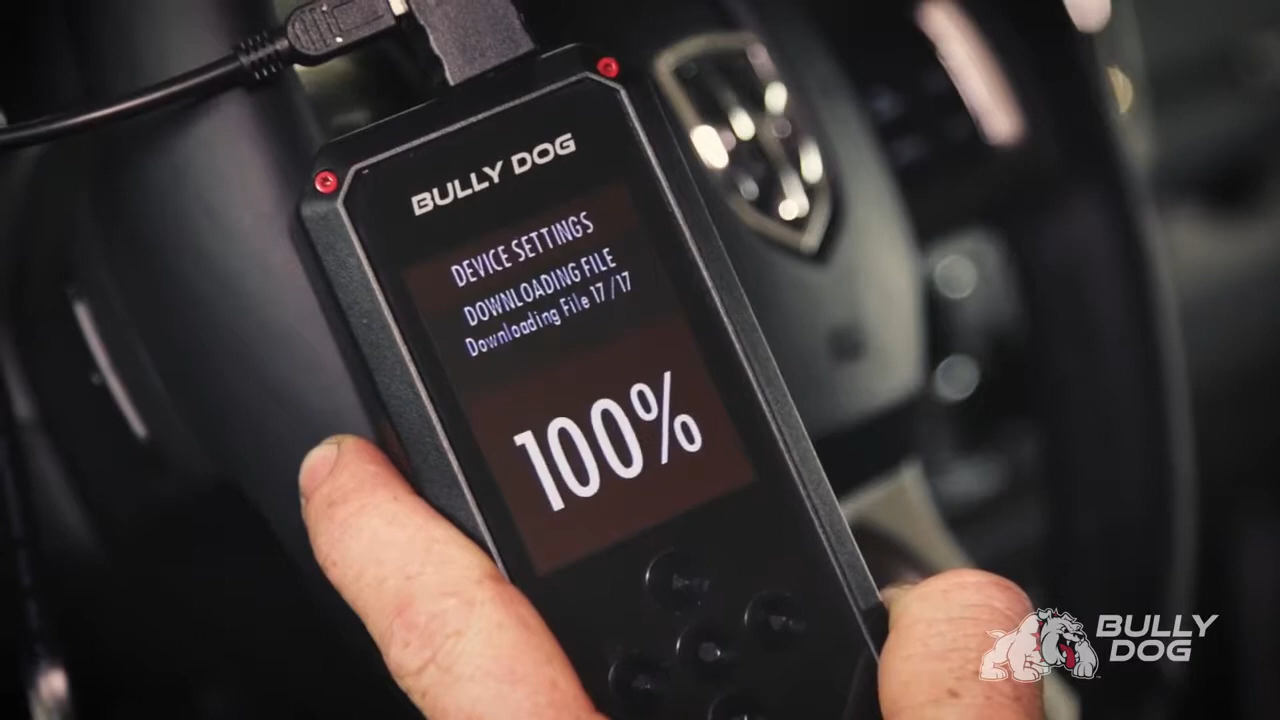 BULLY DOG
DEVICE SETTINGS
DOWNLOADING FILE
Downloading File 17/17
100%
BULLY
DOG